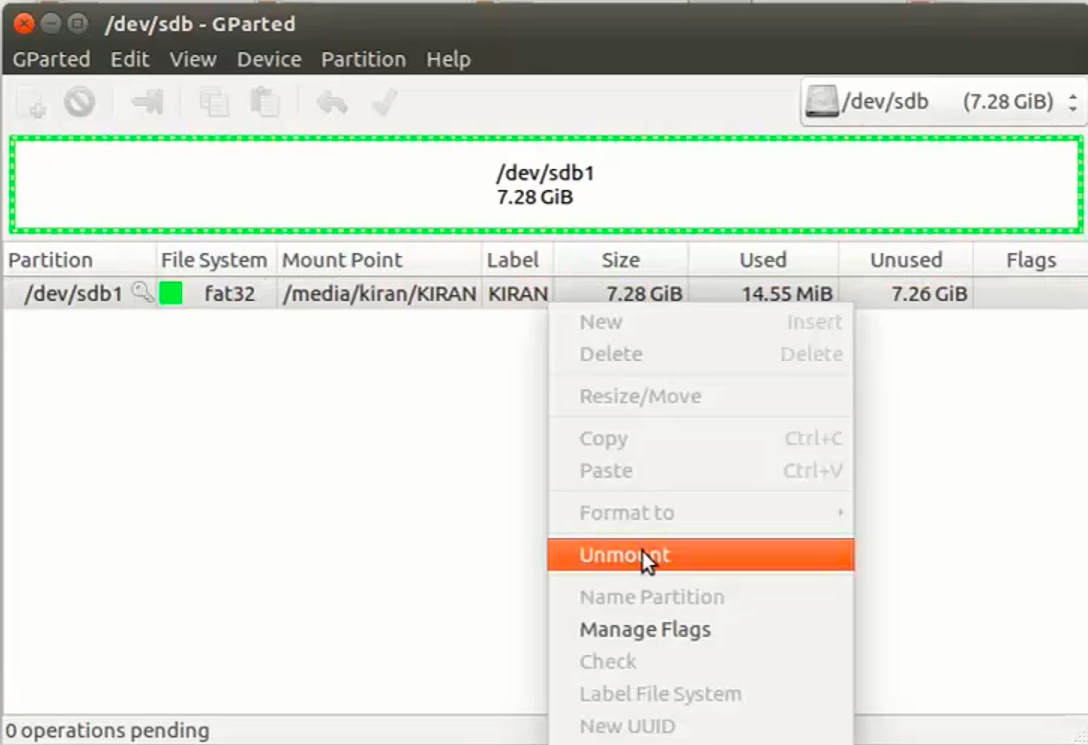 /dev/sdb - GParted
GParted Edit View Device Partition Help
/dev/sdb (7.28 GiB)
/dev/sdb1
7.28 GiB
Partition File System Mount Point Label Size Used Unused Flags
/dev/sdb1 fat32 /media/kiran/KIRAN KIRAN 7.28 GiB 14.55 MiB 7.26 GiB
New Insert
Delete Delete
Resize/Move
Copy Ctrl+C
Paste Ctrl+V
Format to
Unmount
Name Partition
Manage Flags
Check
Label File System
New UUID
0 operations pending